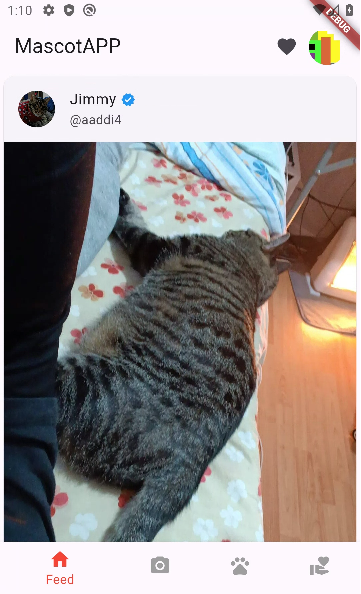 1:10
DEBUG
MascotAPP
Jimmy
@aaddi4
Feed